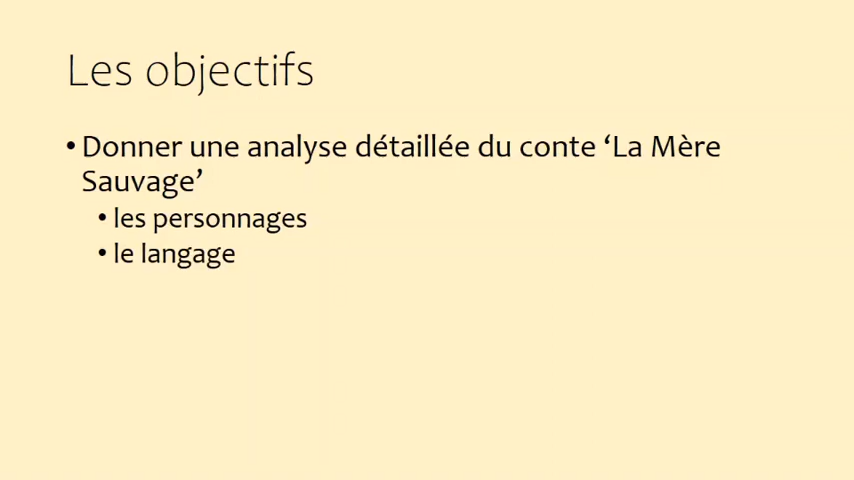 Les objectifs
• Donner une analyse détaillée du conte ‘La Mère
Sauvage’
• les personnages
• le langage